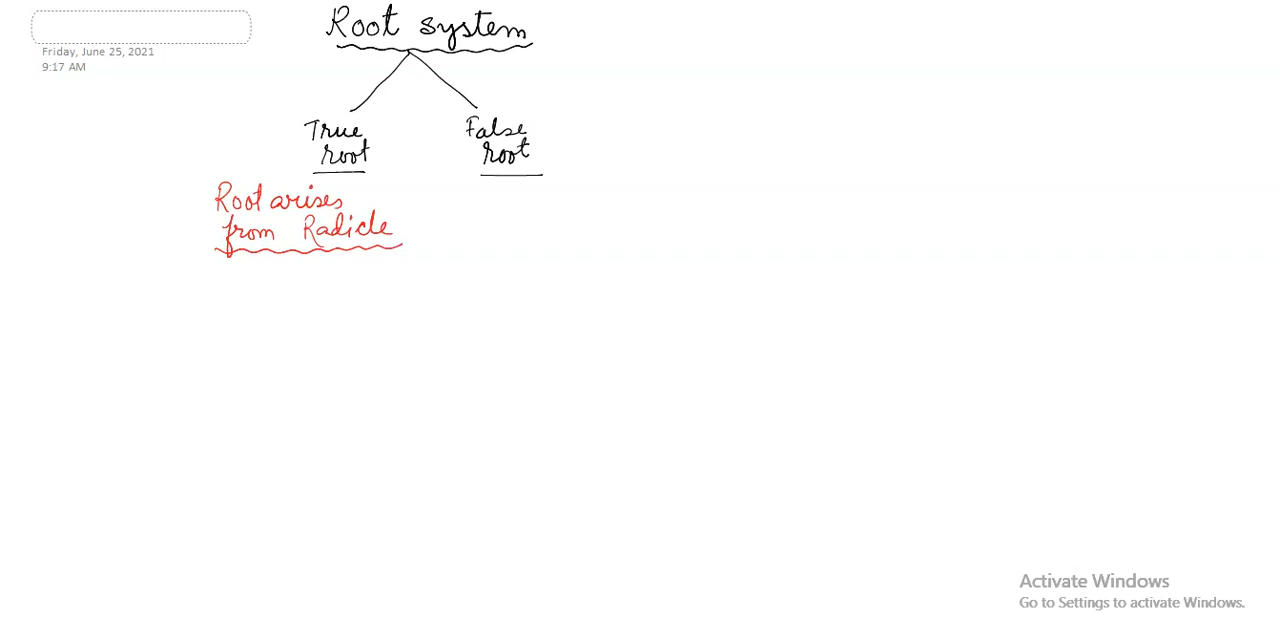 Root system
Friday, June 25, 2021
9:17 AM
True False
root root
Root arises
from Radicle
Activate Windows
Go to Settings to activate Windows.